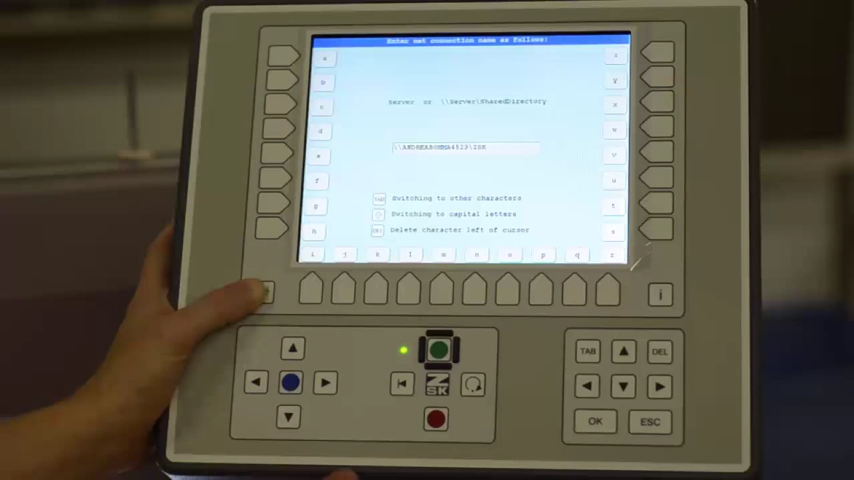 Enter net connection name as follows:
Server or \\Server\SharedDirectory
Switching to other characters
Switching to capital letters
DEL Delete character left of cursor
a
b
c
d
e
f
g
h
i j k l m n o p q r
z
y
x
w
v
u
t
s
i
ZSK
TAB DEL
OK ESC